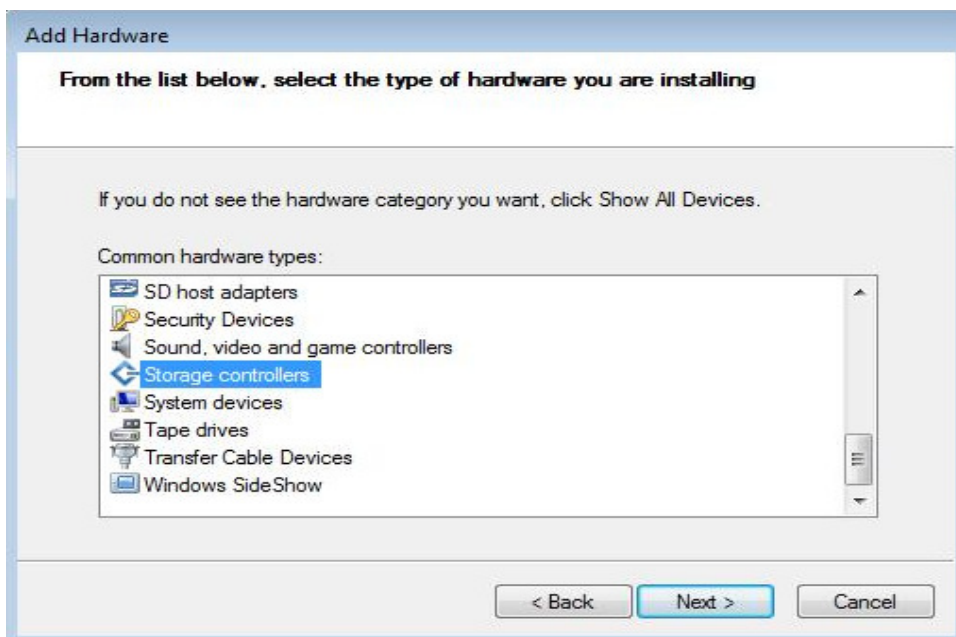 Add Hardware
From the list below, select the type of hardware you are installing
If you do not see the hardware category you want, click Show All Devices.
Common hardware types:
SD host adapters
Security Devices
Sound, video and game controllers
Storage controllers
System devices
Tape drives
Transfer Cable Devices
Windows SideShow
< Back Next > Cancel